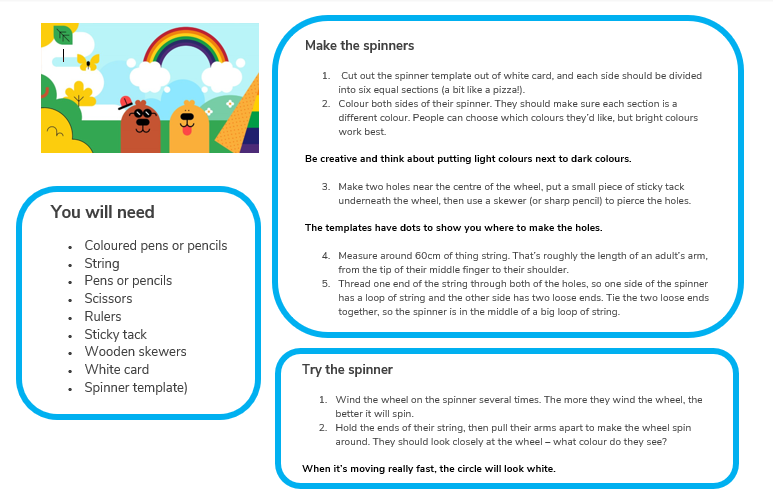 You will need
• Coloured pens or pencils
• String
• Pens or pencils
• Scissors
• Rulers
• Sticky tack
• Wooden skewers
• White card
• Spinner template)
Make the spinners
1. Cut out the spinner template out of white card, and each side should be divided
into six equal sections (a bit like a pizza!).
2. Colour both sides of their spinner. They should make sure each section is a
different colour. People can choose which colours they'd like, but bright colours
work best.
Be creative and think about putting light colours next to dark colours.
3. Make two holes near the centre of the wheel, put a small piece of sticky tack
underneath the wheel, then use a skewer (or sharp pencil) to pierce the holes.
The templates have dots to show you where to make the holes.
4. Measure around 60cm of thing string. That's roughly the length of an adult's arm,
from the tip of their middle finger to their shoulder.
5. Thread one end of the string through both of the holes, so one side of the spinner
has a loop of string and the other side has two loose ends. Tie the two loose ends
together, so the spinner is in the middle of a big loop of string.
Try the spinner
1. Wind the wheel on the spinner several times. The more they wind the wheel, the
better it will spin.
2. Hold the ends of their string, then pull their arms apart to make the wheel spin
around. They should look closely at the wheel – what colour do they see?
When it's moving really fast, the circle will look white.